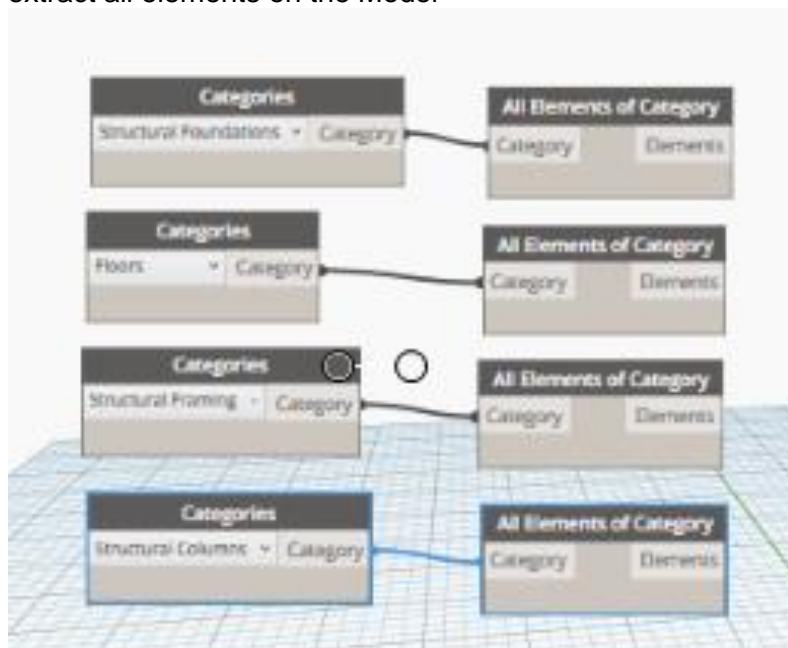 extract all elements on the Model
Categories
Structural Foundations Category
All Elements of Category
Category Elements
Categories
Floors Category
All Elements of Category
Category Elements
Categories
Structural Framing Category
All Elements of Category
Category Elements
Categories
Structural Columns Category
All Elements of Category
Category Elements